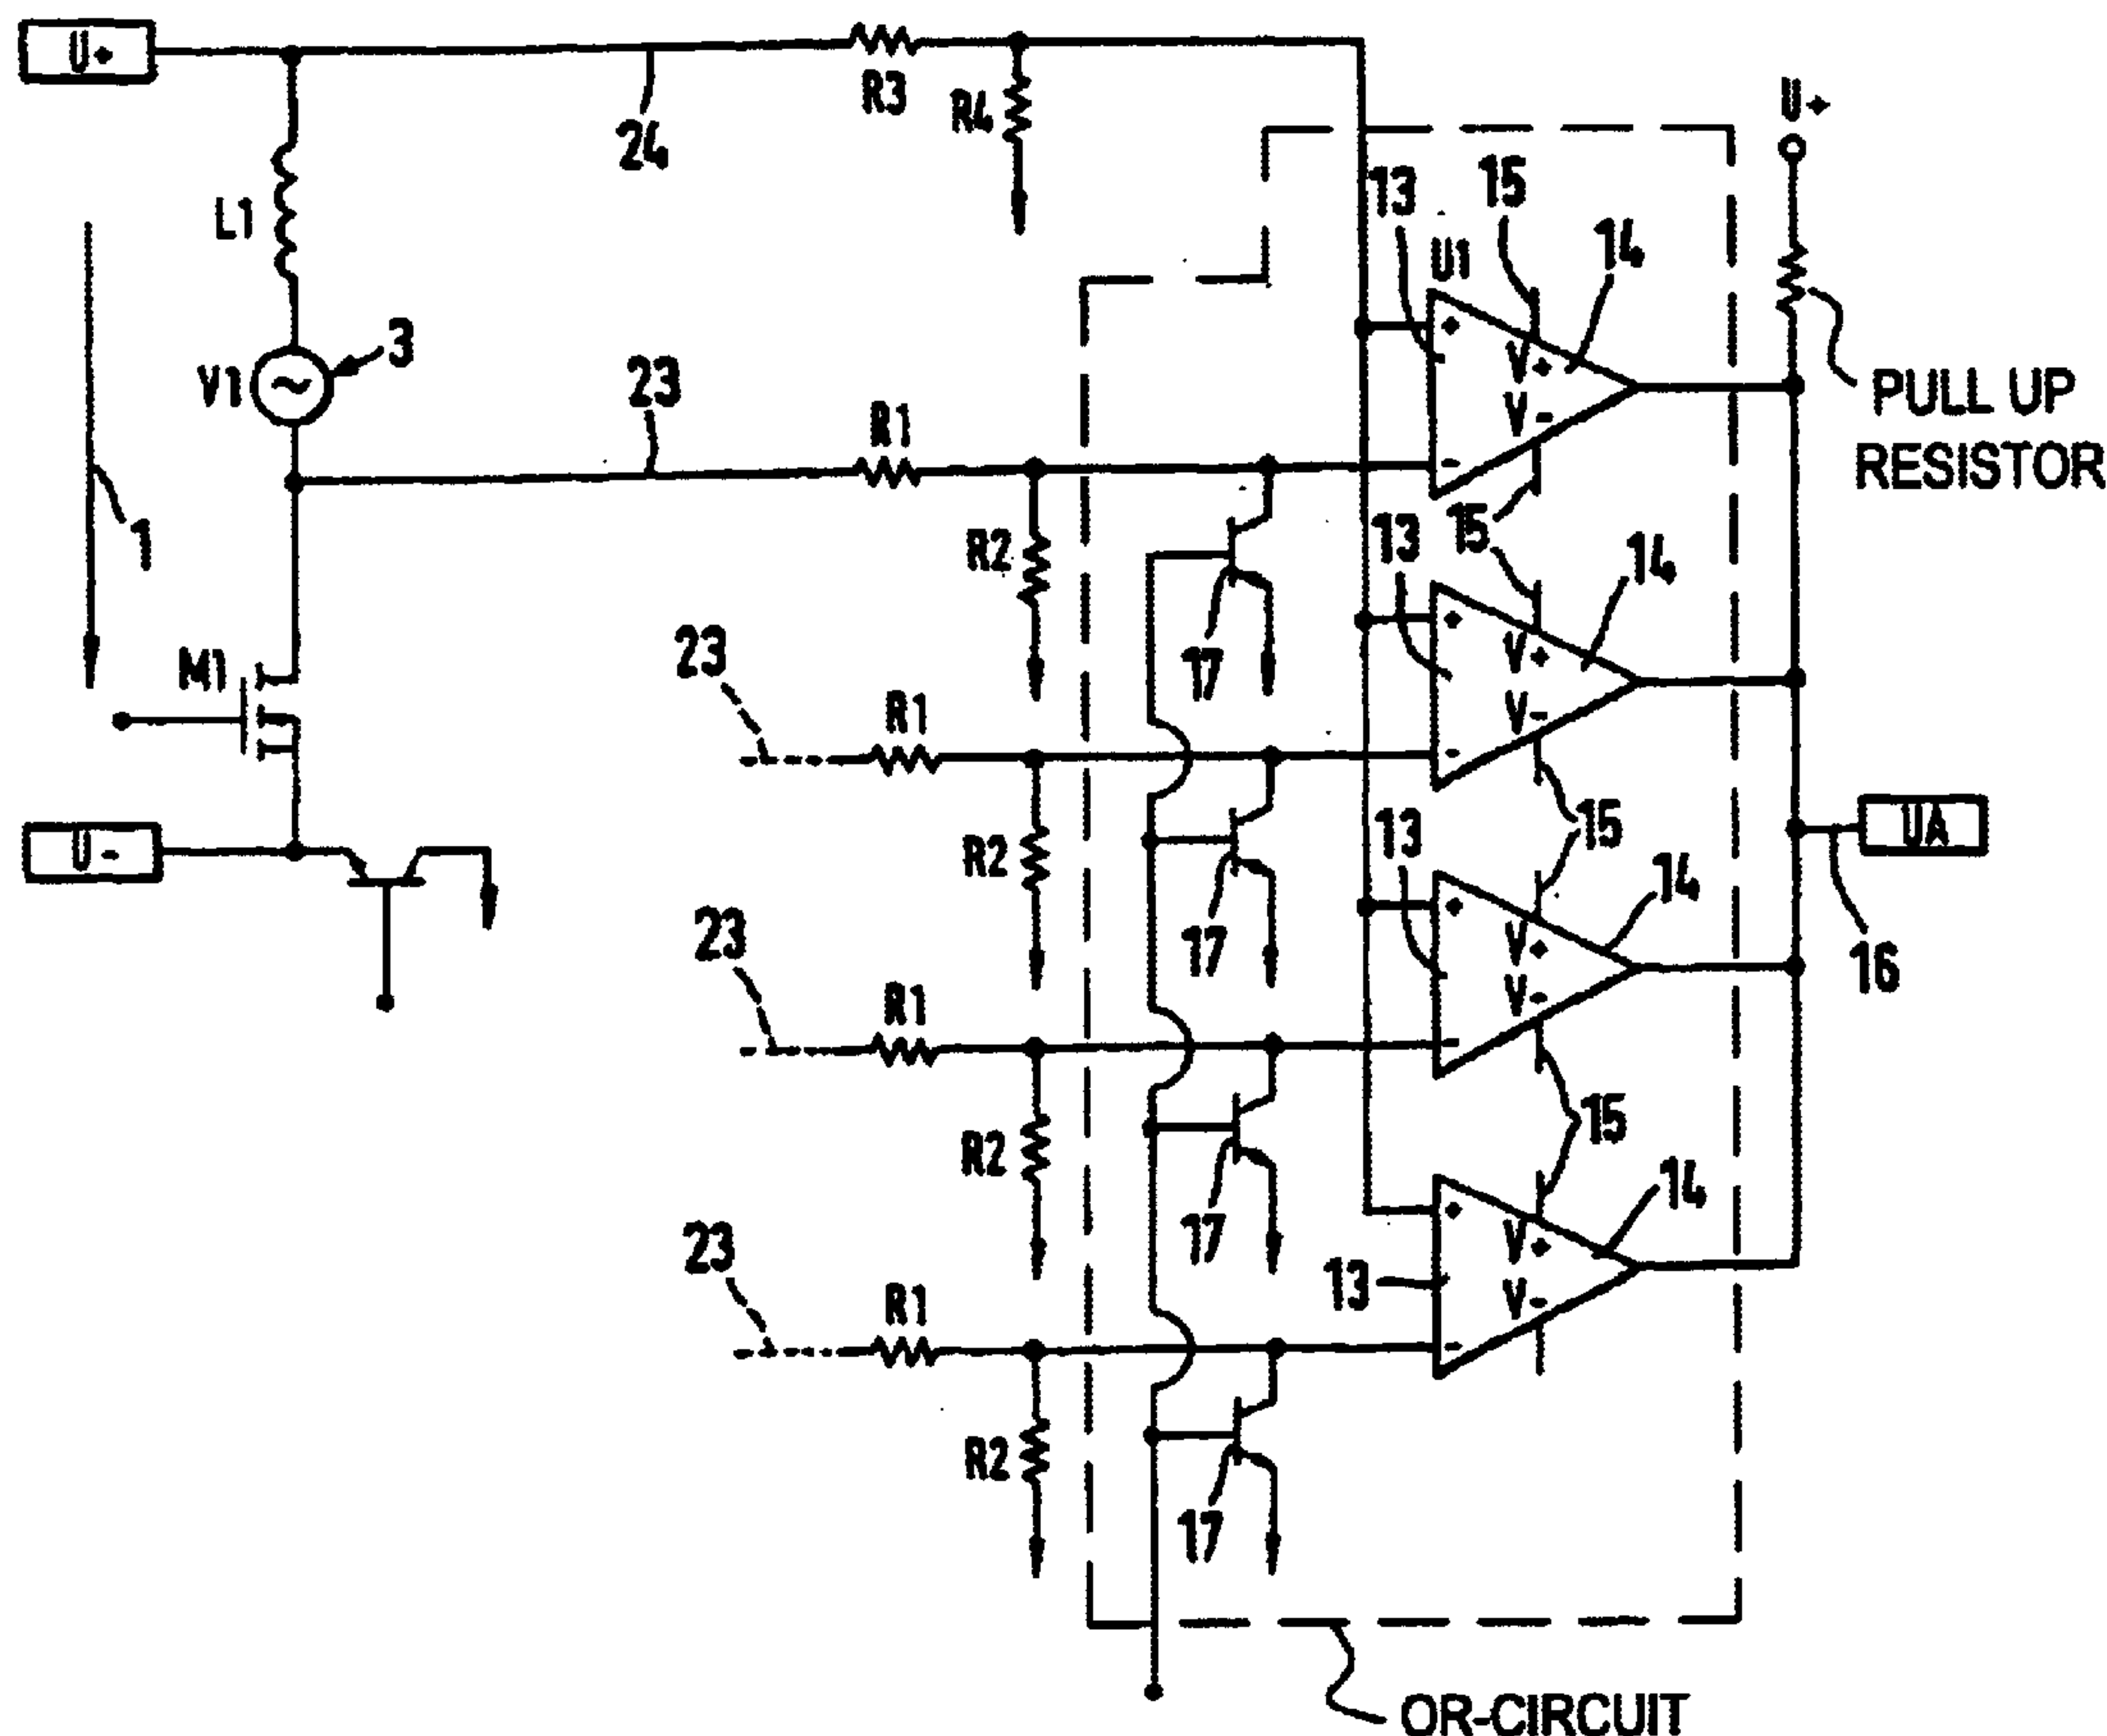 U+
R3
R4
24
U+
L1
13
15
14
U1
+
V+
V-
-
V1
3
23
R1
PULL UP
RESISTOR
1
R2
15
13
14
M1
17
23
R1
+
V+
V-
-
U-
R2
17
15
13
14
UA
16
23
R1
+
V+
V-
-
R2
17
15
14
23
R1
13
+
V+
V-
-
R2
17
OR-CIRCUIT